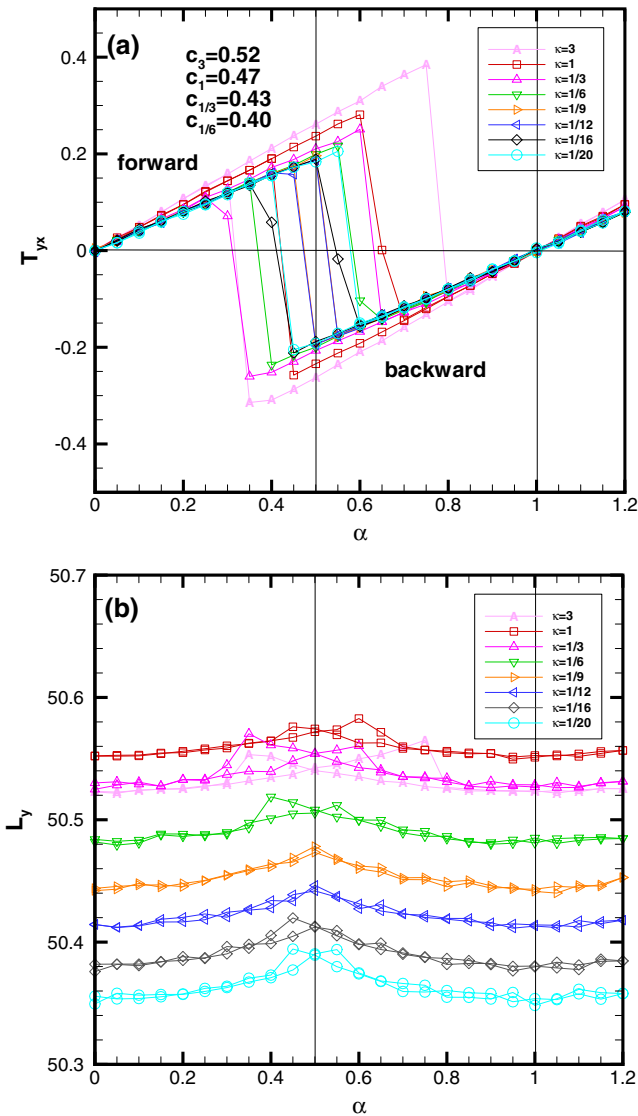 (a)
c3=0.52
c1=0.47
c1/3=0.43
c1/6=0.40
κ=3
κ=1
κ=1/3
κ=1/6
κ=1/9
κ=1/12
κ=1/16
κ=1/20
forward
backward
Tyx
0.4
0.2
0
-0.2
-0.4
0 0.2 0.4 0.6 0.8 1 1.2
α
(b)
κ=3
κ=1
κ=1/3
κ=1/6
κ=1/9
κ=1/12
κ=1/16
κ=1/20
Ly
50.7
50.6
50.5
50.4
50.3
0 0.2 0.4 0.6 0.8 1 1.2
α